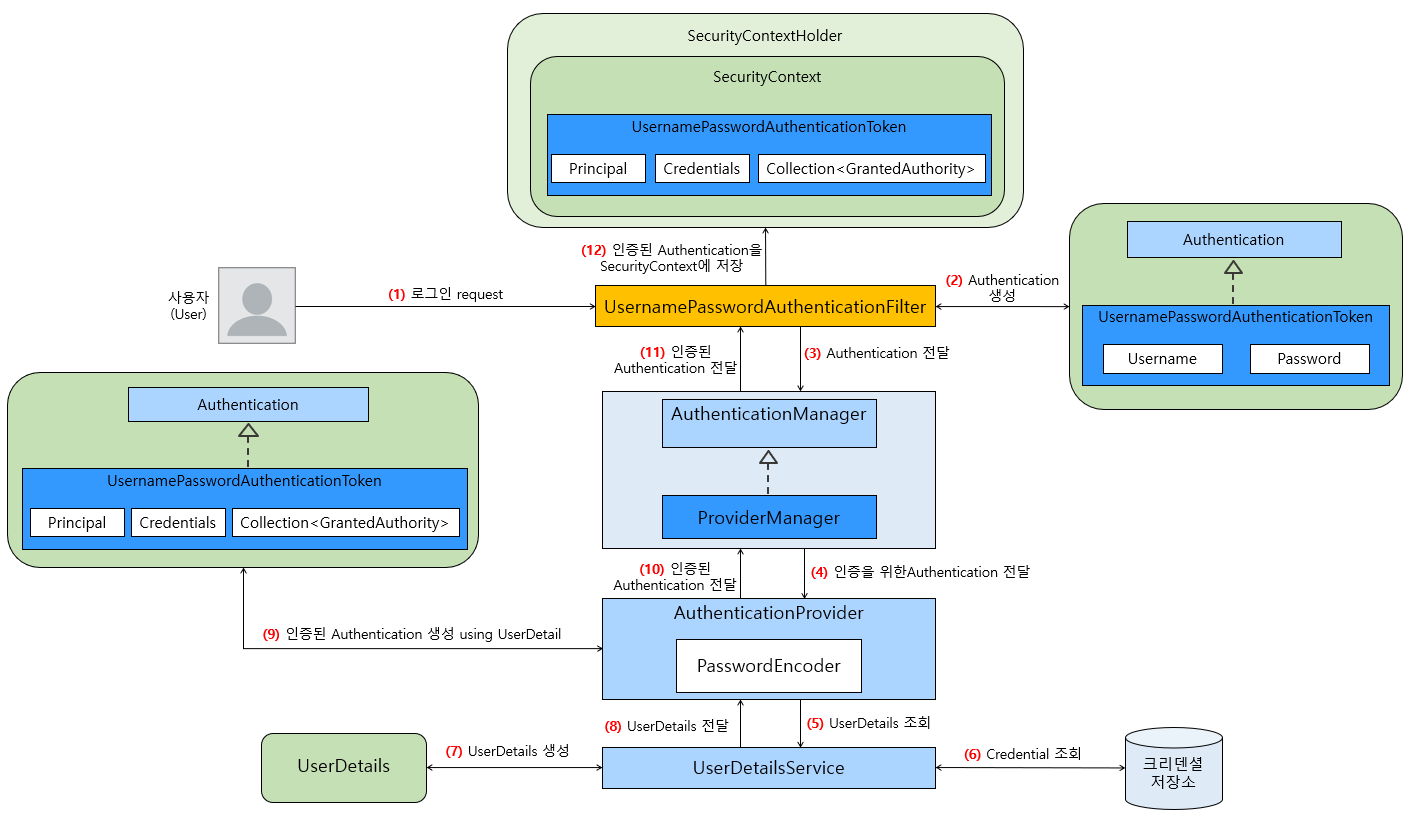 SecurityContextHolder
SecurityContext
UsernamePasswordAuthenticationToken
Principal
Credentials
Collection<GrantedAuthority>
(12) 인증된 Authentication을
SecurityContext에 저장
사용자
(User)
(1) 로그인 request
UsernamePasswordAuthenticationFilter
(2) Authentication
생성
Authentication
UsernamePasswordAuthenticationToken
Username
Password
(11) 인증된
Authentication 전달
(3) Authentication 전달
Authentication
UsernamePasswordAuthenticationToken
Principal
Credentials
Collection<GrantedAuthority>
AuthenticationManager
ProviderManager
(10) 인증된
Authentication 전달
(4) 인증을 위한Authentication 전달
(9) 인증된 Authentication 생성 using UserDetail
AuthenticationProvider
PasswordEncoder
(8) UserDetails 전달
(5) UserDetails 조회
UserDetails
(7) UserDetails 생성
UserDetailsService
(6) Credential 조회
크리덴셜
저장소